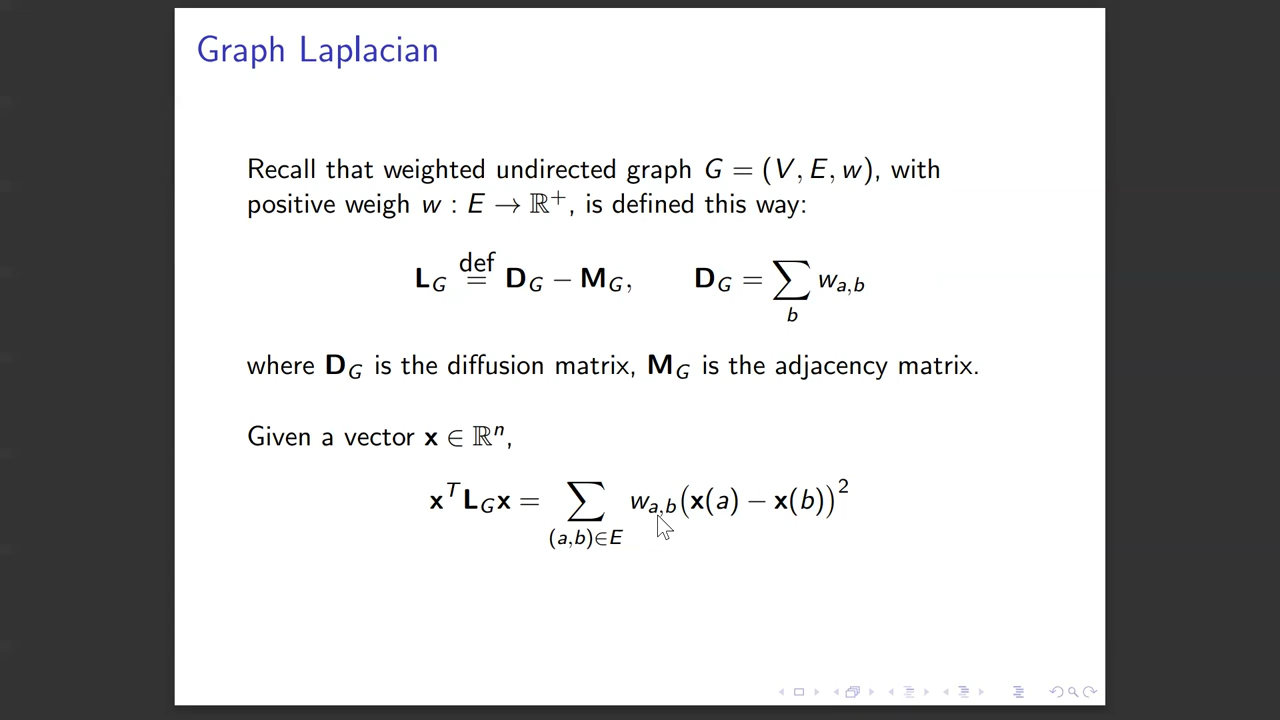 Graph Laplacian
Recall that weighted undirected graph G = (V, E, w), with
positive weigh w : E → ℝ⁺, is defined this way:
L_G ≝ D_G − M_G, D_G = ∑_b w_{a,b}
where D_G is the diffusion matrix, M_G is the adjacency matrix.
Given a vector x ∈ ℝⁿ,
xᵀL_Gx = ∑_{(a,b)∈E} w_{a,b}(x(a) − x(b))²